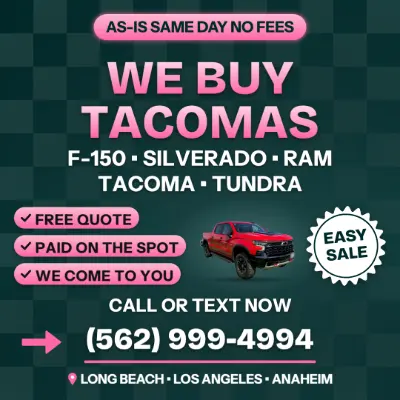 AS-IS SAME DAY NO FEES
WE BUY
TACOMAS
F-150 ▪ SILVERADO ▪ RAM
TACOMA ▪ TUNDRA
✓ FREE QUOTE
✓ PAID ON THE SPOT
✓ WE COME TO YOU
EASY
SALE
CALL OR TEXT NOW
(562) 999-4994
LONG BEACH ▪ LOS ANGELES ▪ ANAHEIM